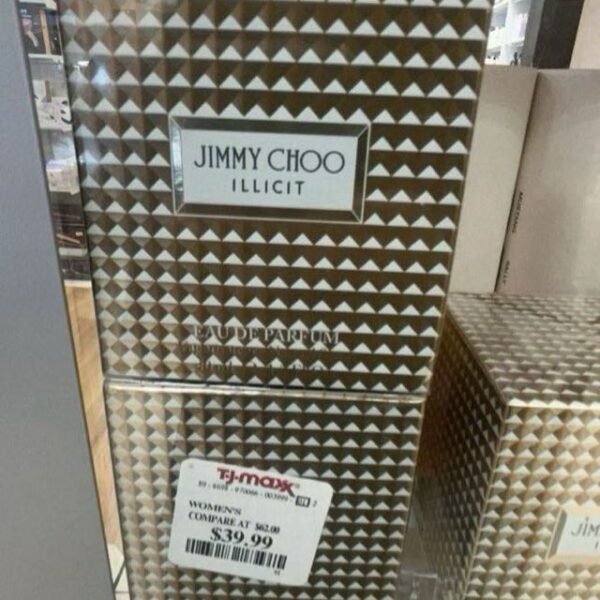 JIMMY CHOO
ILLICIT
EAU DE PARFUM
T·J·maxx
WOMEN'S
COMPARE AT $62.00
$39.99
JIM